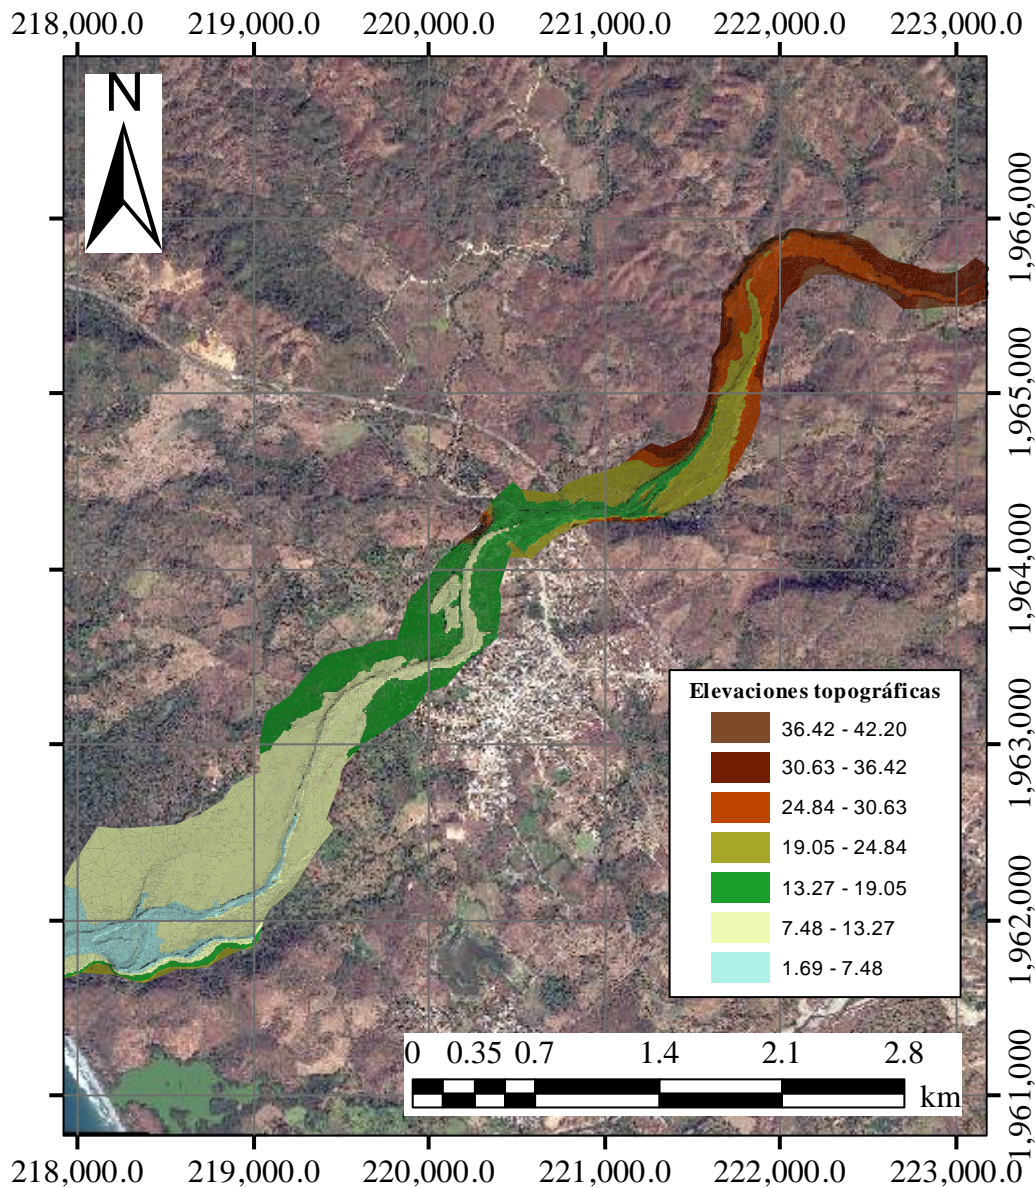 218,000.0 219,000.0 220,000.0 221,000.0 222,000.0 223,000.0
N
1,966,000
1,965,000
1,964,000
1,963,000
1,962,000
1,961,000
Elevaciones topográficas
36.42 - 42.20
30.63 - 36.42
24.84 - 30.63
19.05 - 24.84
13.27 - 19.05
7.48 - 13.27
1.69 - 7.48
0 0.35 0.7 1.4 2.1 2.8
km
218,000.0 219,000.0 220,000.0 221,000.0 222,000.0 223,000.0